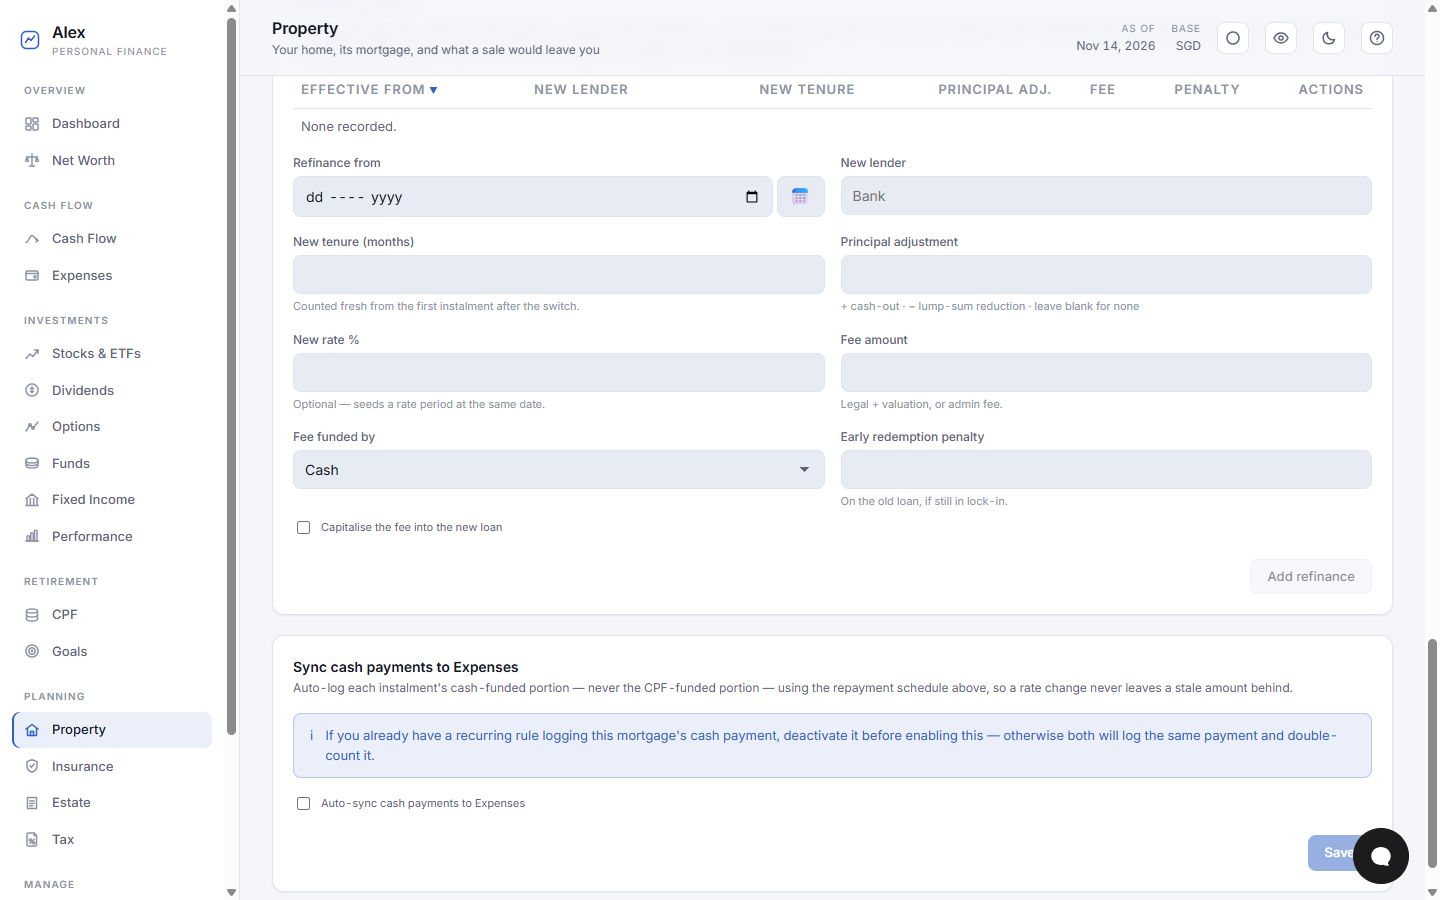 Alex
PERSONAL FINANCE
OVERVIEW
Dashboard
Net Worth
CASH FLOW
Cash Flow
Expenses
INVESTMENTS
Stocks & ETFs
Dividends
Options
Funds
Fixed Income
Performance
RETIREMENT
CPF
Goals
PLANNING
Property
Insurance
Estate
Tax
MANAGE
Property
Your home, its mortgage, and what a sale would leave you
AS OF
Nov 14, 2026
BASE
SGD
EFFECTIVE FROM ▼ NEW LENDER NEW TENURE PRINCIPAL ADJ. FEE PENALTY ACTIONS
None recorded.
Refinance from
dd ---- yyyy
New lender
Bank
New tenure (months)
Counted fresh from the first instalment after the switch.
Principal adjustment
+ cash-out · − lump-sum reduction · leave blank for none
New rate %
Optional — seeds a rate period at the same date.
Fee amount
Legal + valuation, or admin fee.
Fee funded by
Cash
Early redemption penalty
On the old loan, if still in lock-in.
Capitalise the fee into the new loan
Add refinance
Sync cash payments to Expenses
Auto-log each instalment's cash-funded portion — never the CPF-funded portion — using the repayment schedule above, so a rate change never leaves a stale amount behind.
i If you already have a recurring rule logging this mortgage's cash payment, deactivate it before enabling this — otherwise both will log the same payment and double-
count it.
Auto-sync cash payments to Expenses
Save